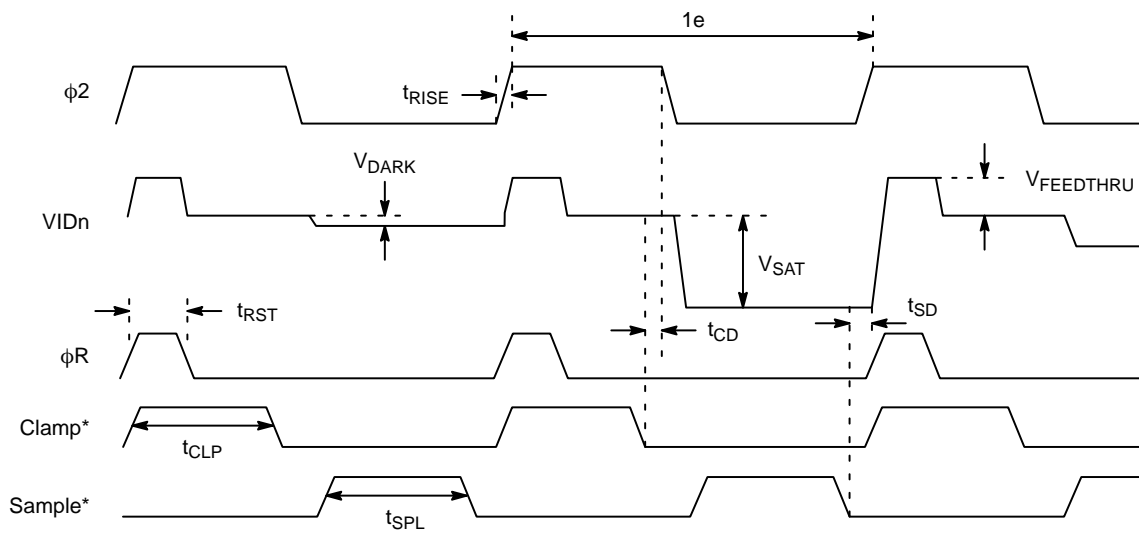 1e
ϕ2
tRISE
VDARK
VFEEDTHRU
VIDn
VSAT
tRST
tSD
tCD
ϕR
Clamp*
tCLP
Sample*
tSPL